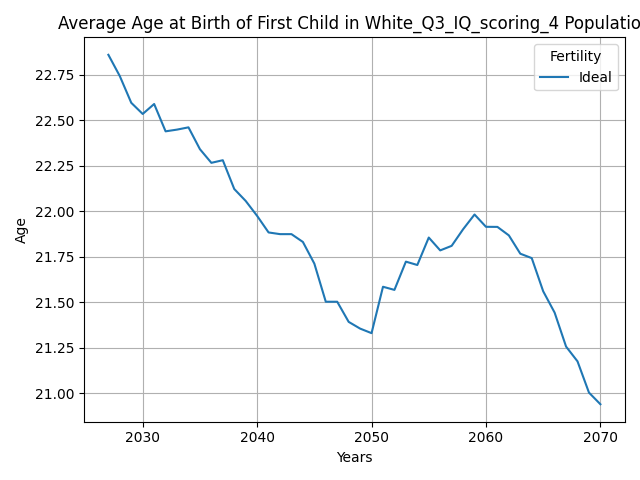 Average Age at Birth of First Child in White_Q3_IQ_scoring_4 Populatio
Fertility
Ideal
22.75
22.50
22.25
22.00
21.75
21.50
21.25
21.00
Age
2030 2040 2050 2060 2070
Years